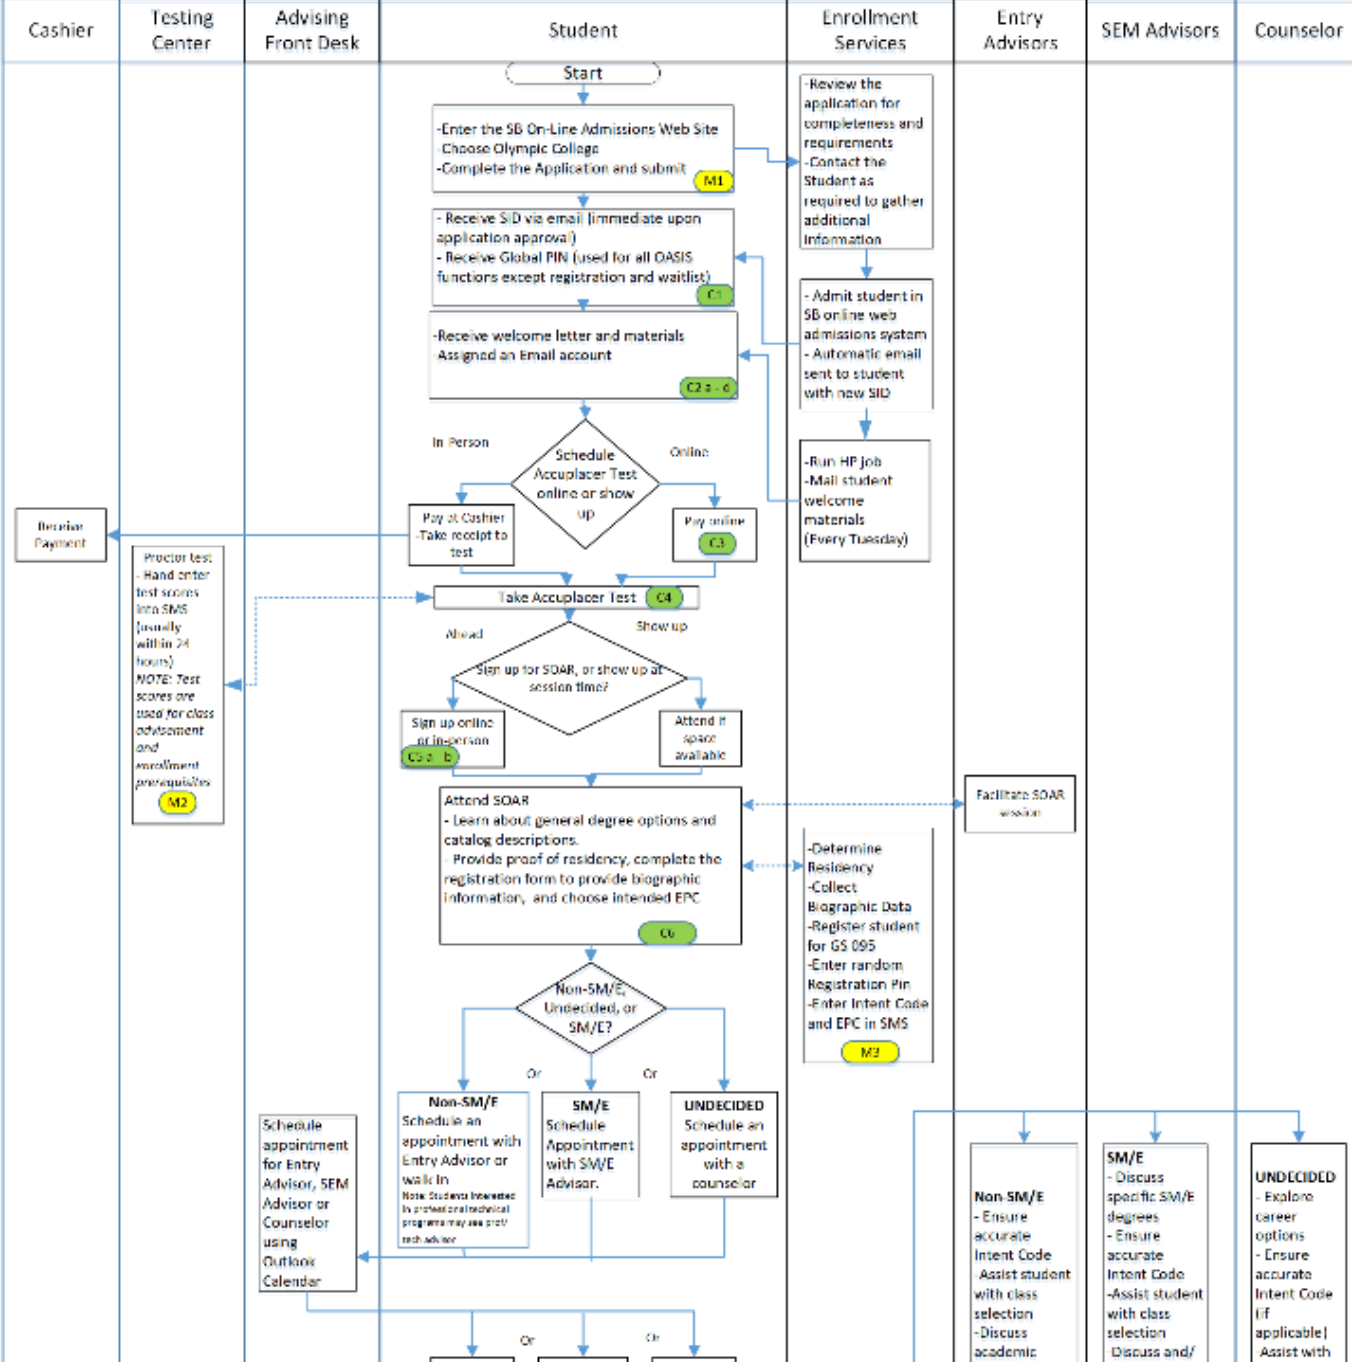 Cashier
Testing
Center
Advising
Front Desk
Student
Enrollment
Services
Entry
Advisors
SEM Advisors
Counselor
Start
-Enter the SB On-Line Admissions Web Site
-Choose Olympic College
-Complete the Application and submit
M1
-Review the
application for
completeness and
requirements
-Contact the
Student as
required to gather
additional
information
- Receive SID via email (immediate upon
application approval)
- Receive Global PIN (used for all OASIS
functions except registration and waitlist)
C1
- Admit student in
SB online web
admissions system
- Automatic email
sent to student
with new SID
-Receive welcome letter and materials
-Assigned an Email account
C2 a - d
-Run HP job
-Mail student
welcome
materials
(Every Tuesday)
In Person
Schedule
Accuplacer Test
online or show
up
Online
Receive
Payment
Pay at Cashier
-Take receipt to
test
Pay online
C3
Proctor test
- Hand enter
test scores
into SMS
(usually
within 24
hours)
NOTE: Test
scores are
used for class
advisement
and
enrollment
prerequisites
M2
Take Accuplacer Test
C4
Ahead
Show up
Sign up for SOAR, or show up at
session time?
Sign up online
or in-person
C5 a - b
Attend if
space
available
Attend SOAR
- Learn about general degree options and
catalog descriptions.
- Provide proof of residency, complete the
registration form to provide biographic
information, and choose intended EPC
C6
Facilitate SOAR
session
-Determine
Residency
-Collect
Biographic Data
-Register student
for GS 095
-Enter random
Registration Pin
-Enter Intent Code
and EPC in SMS
M3
Non-SM/E,
Undecided, or
SM/E?
Or
Or
Non-SM/E
Schedule an
appointment with
Entry Advisor or
walk in
Note: Students interested
in professional technical
programs may see prof/
tech advisor
SM/E
Schedule
Appointment
with SM/E
Advisor.
UNDECIDED
Schedule an
appointment
with a
counselor
Schedule
appointment
for Entry
Advisor, SEM
Advisor or
Counselor
using
Outlook
Calendar
Or
Or
Non-SM/E
- Ensure
accurate
Intent Code
-Assist student
with class
selection
-Discuss
academic
SM/E
- Discuss
specific SM/E
degrees
- Ensure
accurate
Intent Code
-Assist student
with class
selection
-Discuss and/
UNDECIDED
- Explore
career
options
- Ensure
accurate
Intent Code
(if
applicable)
-Assist with